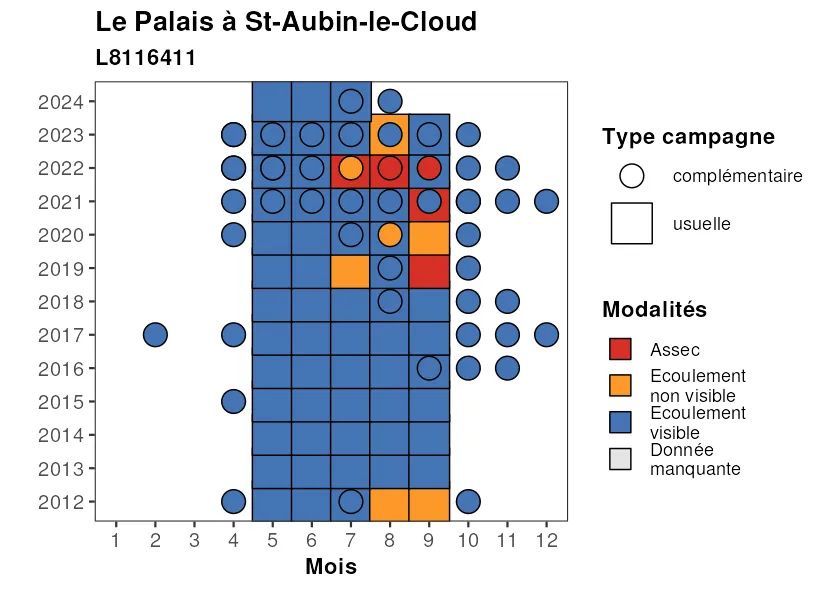 Le Palais à St-Aubin-le-Cloud
L8116411
2024
2023
2022
2021
2020
2019
2018
2017
2016
2015
2014
2013
2012
1 2 3 4 5 6 7 8 9 10 11 12
Mois
Type campagne
complémentaire
usuelle
Modalités
Assec
Ecoulement
non visible
Ecoulement
visible
Donnée
manquante